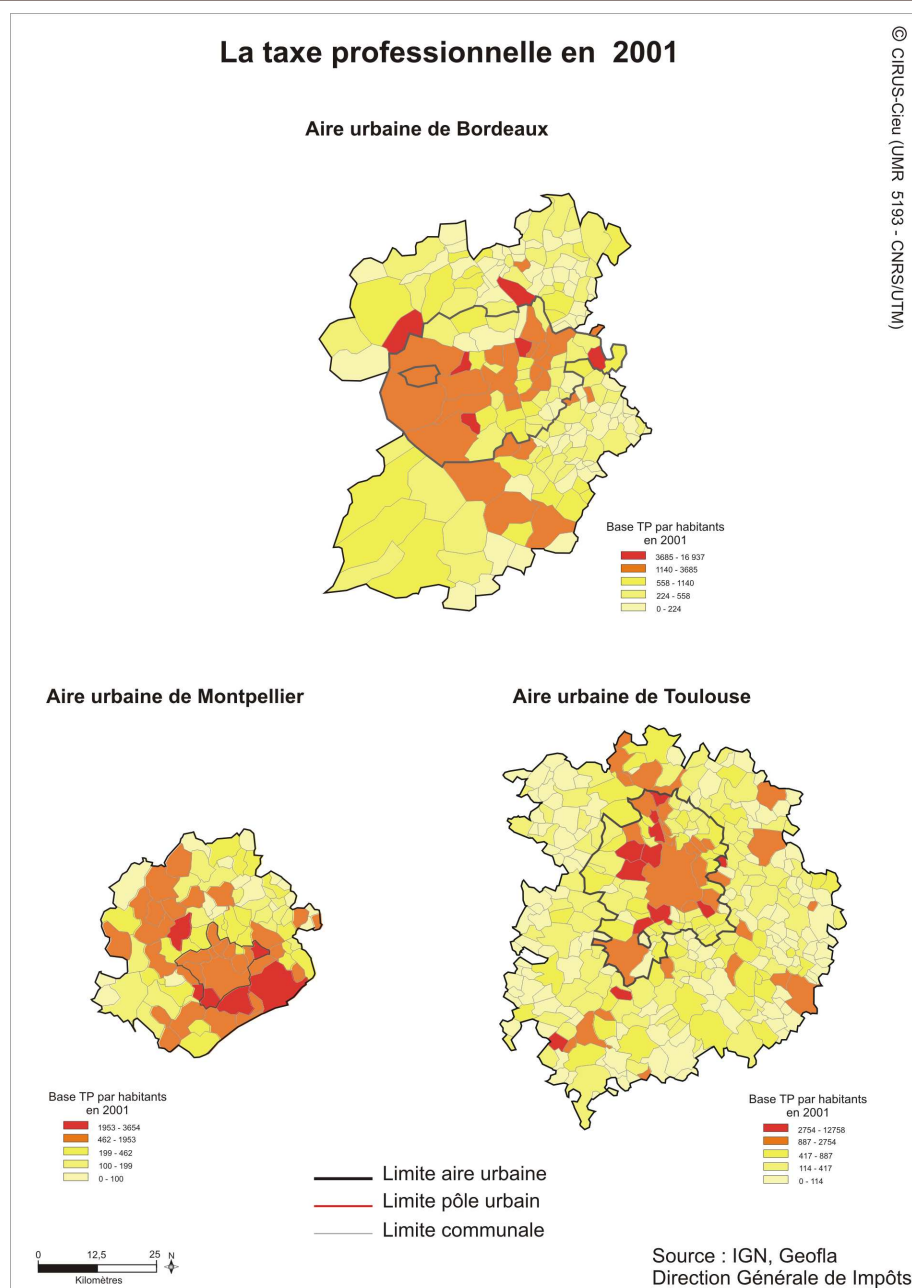 La taxe professionnelle en 2001
© CIRUS-Cieu (UMR 5193 - CNRS/UTM)
Aire urbaine de Bordeaux
Base TP par habitants
en 2001
3685 - 16 937
1140 - 3685
558 - 1140
224 - 558
0 - 224
Aire urbaine de Montpellier
Aire urbaine de Toulouse
Base TP par habitants
en 2001
1953 - 3654
462 - 1953
199 - 462
100 - 199
0 - 100
Base TP par habitants
en 2001
2754 - 12758
887 - 2754
417 - 887
114 - 417
0 - 114
Limite aire urbaine
Limite pôle urbain
Limite communale
0 12,5 25 N
Kilomètres
Source : IGN, Geofla
Direction Générale de Impôts